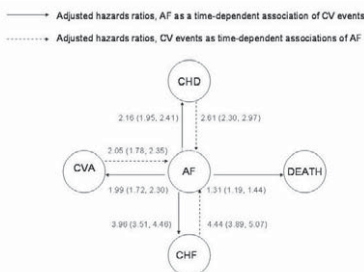 Adjusted hazards ratios, AF as a time-dependent association of CV events
Adjusted hazards ratios, CV events as time-dependent associations of AF
CHD
2.16 (1.95, 2.41) 2.61 (2.30, 2.97)
2.05 (1.78, 2.35)
CVA AF DEATH
1.99 (1.72, 2.30) 1.31 (1.19, 1.44)
3.96 (3.51, 4.46) 4.44 (3.89, 5.07)
CHF